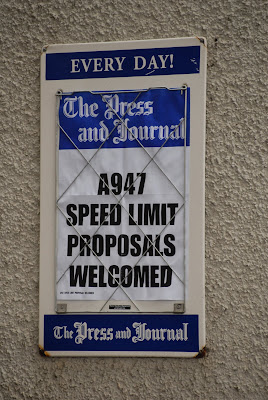 EVERY DAY!
The Press
and Journal
A947
SPEED LIMIT
PROPOSALS
WELCOMED
The Press and Journal